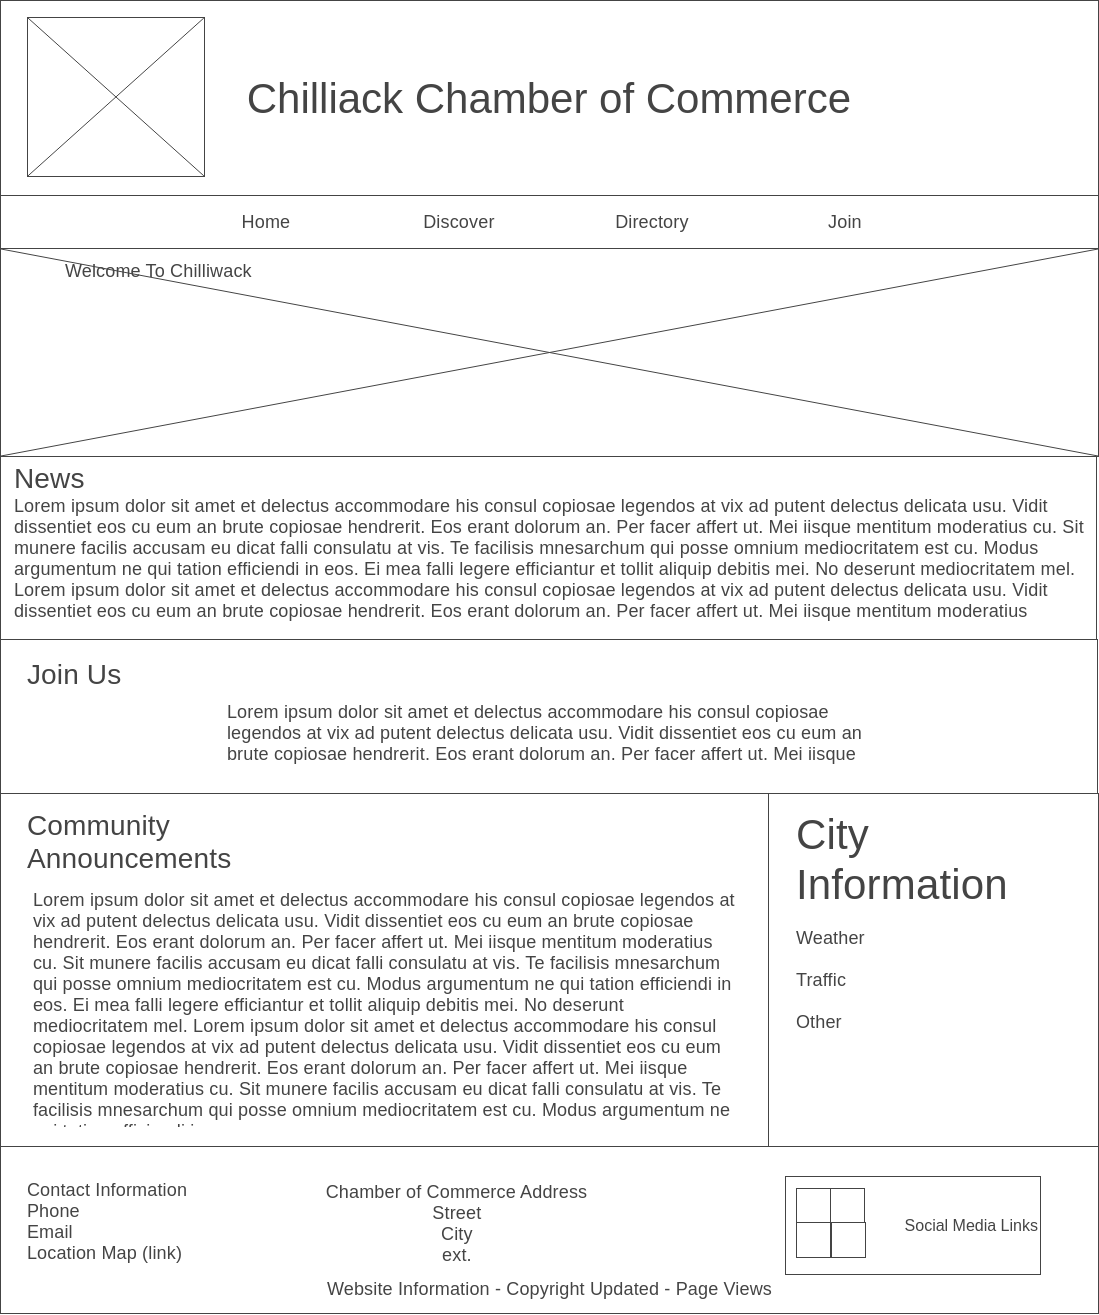 Chilliack Chamber of Commerce
Home Discover Directory Join
Welcome To Chilliwack
News
Lorem ipsum dolor sit amet et delectus accommodare his consul copiosae legendos at vix ad putent delectus delicata usu. Vidit
dissentiet eos cu eum an brute copiosae hendrerit. Eos erant dolorum an. Per facer affert ut. Mei iisque mentitum moderatius cu. Sit
munere facilis accusam eu dicat falli consulatu at vis. Te facilisis mnesarchum qui posse omnium mediocritatem est cu. Modus
argumentum ne qui tation efficiendi in eos. Ei mea falli legere efficiantur et tollit aliquip debitis mei. No deserunt mediocritatem mel.
Lorem ipsum dolor sit amet et delectus accommodare his consul copiosae legendos at vix ad putent delectus delicata usu. Vidit
dissentiet eos cu eum an brute copiosae hendrerit. Eos erant dolorum an. Per facer affert ut. Mei iisque mentitum moderatius
Join Us
Lorem ipsum dolor sit amet et delectus accommodare his consul copiosae
legendos at vix ad putent delectus delicata usu. Vidit dissentiet eos cu eum an
brute copiosae hendrerit. Eos erant dolorum an. Per facer affert ut. Mei iisque
Community
Announcements
Lorem ipsum dolor sit amet et delectus accommodare his consul copiosae legendos at
vix ad putent delectus delicata usu. Vidit dissentiet eos cu eum an brute copiosae
hendrerit. Eos erant dolorum an. Per facer affert ut. Mei iisque mentitum moderatius
cu. Sit munere facilis accusam eu dicat falli consulatu at vis. Te facilisis mnesarchum
qui posse omnium mediocritatem est cu. Modus argumentum ne qui tation efficiendi in
eos. Ei mea falli legere efficiantur et tollit aliquip debitis mei. No deserunt
mediocritatem mel. Lorem ipsum dolor sit amet et delectus accommodare his consul
copiosae legendos at vix ad putent delectus delicata usu. Vidit dissentiet eos cu eum
an brute copiosae hendrerit. Eos erant dolorum an. Per facer affert ut. Mei iisque
mentitum moderatius cu. Sit munere facilis accusam eu dicat falli consulatu at vis. Te
facilisis mnesarchum qui posse omnium mediocritatem est cu. Modus argumentum ne
City
Information
Weather
Traffic
Other
Contact Information
Phone
Email
Location Map (link)
Chamber of Commerce Address
Street
City
ext.
Social Media Links
Website Information - Copyright Updated - Page Views